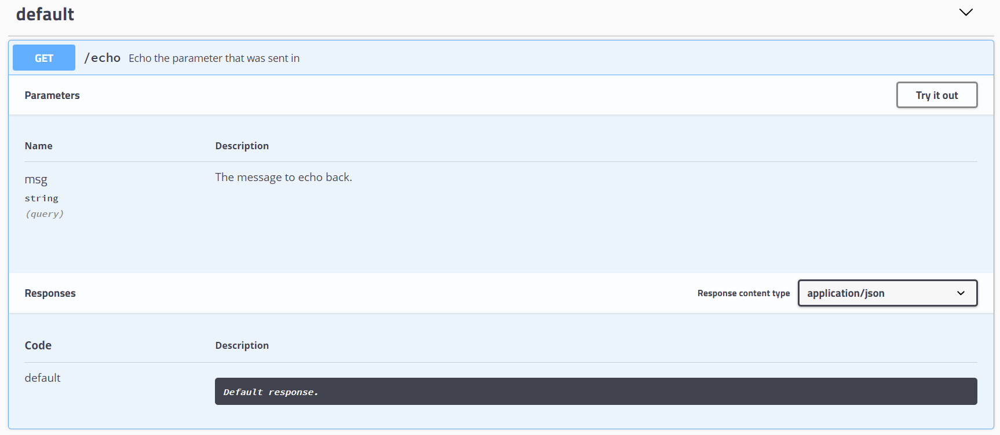 default
GET /echo Echo the parameter that was sent in
Parameters Try it out
Name Description
msg The message to echo back.
string
(query)
Responses Response content type application/json
Code Description
default Default response.